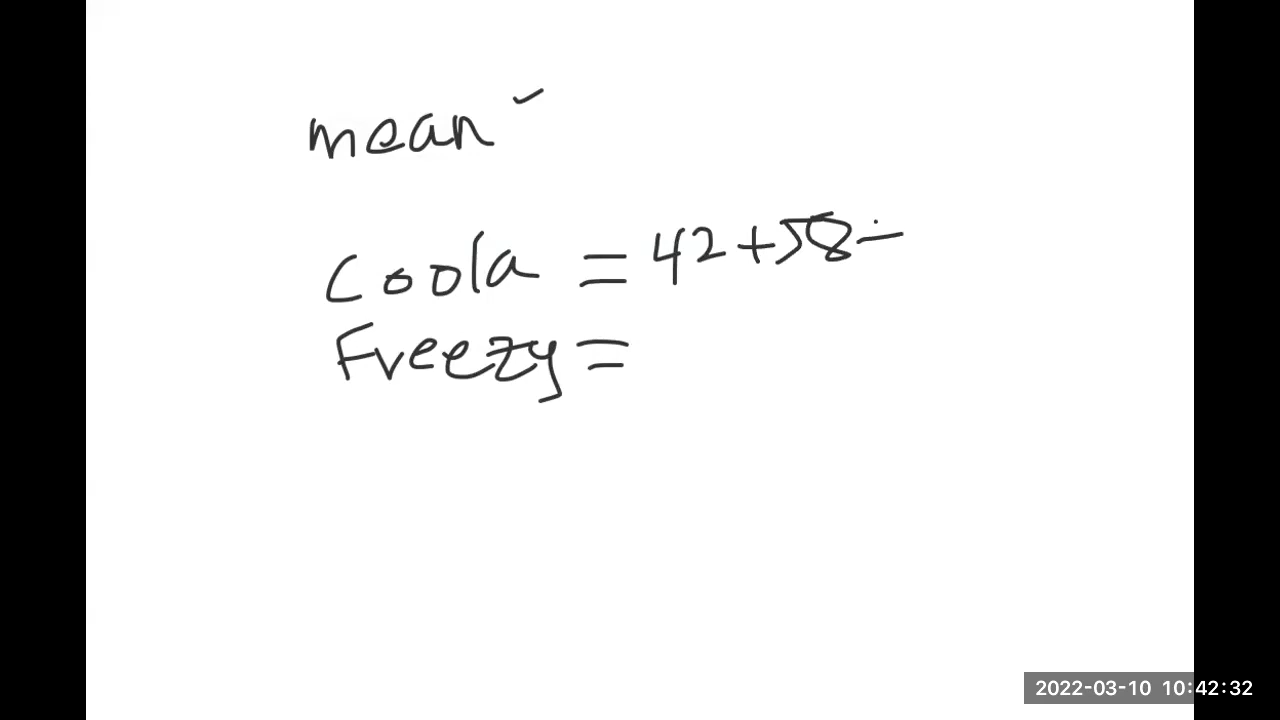 mean
Coola = 42+58÷
Freezy =
2022-03-10 10:42:32